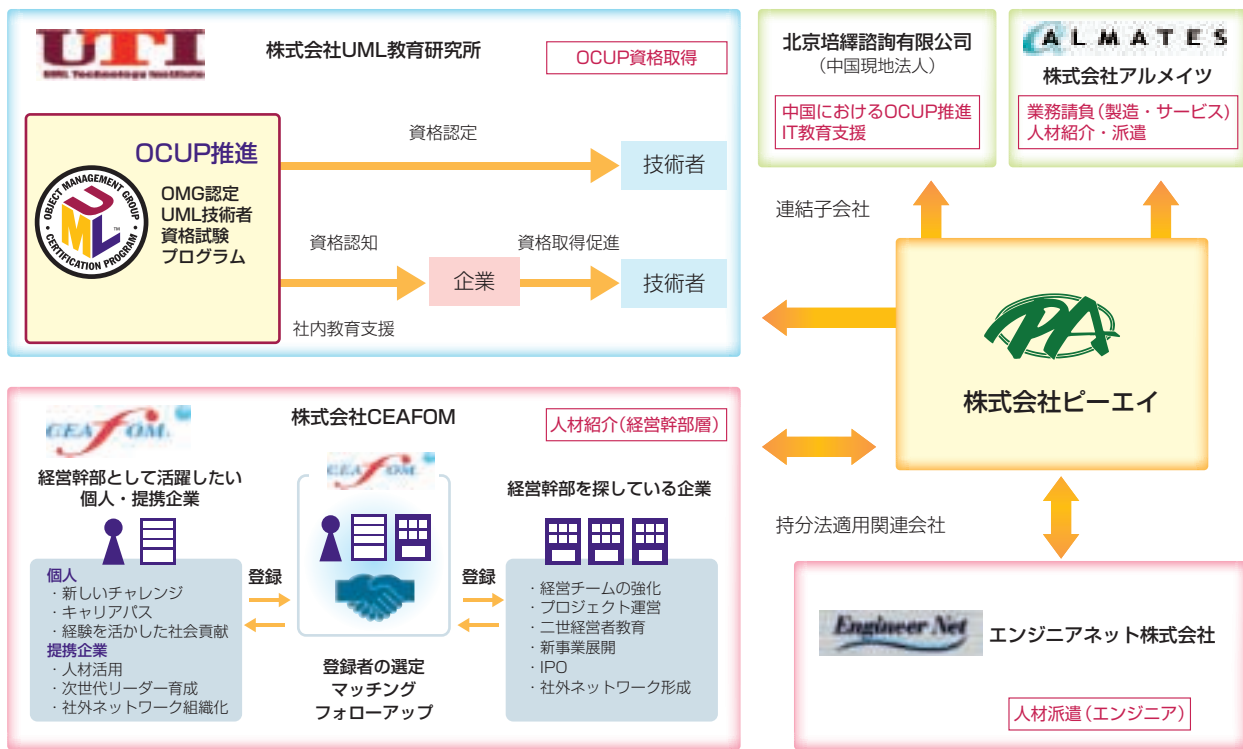 UTI
UML Technology Institute
株式会社UML教育研究所
OCUP資格取得
OCUP推進
OBJECT MANAGEMENT GROUP
UML™
CERTIFICATION PROGRAM
OMG認定
UML技術者
資格試験
プログラム
資格認定
技術者
資格認知
企業
資格取得促進
技術者
社内教育支援
北京培繹諮詢有限公司
(中国現地法人)
中国におけるOCUP推進
IT教育支援
ALMATES
株式会社アルメイツ
業務請負(製造・サービス)
人材紹介・派遣
連結子会社
PA
株式会社ピーエイ
持分法適用関連会社
CEAFOM.
株式会社CEAFOM
人材紹介(経営幹部層)
経営幹部として活躍したい
個人・提携企業
個人
・新しいチャレンジ
・キャリアパス
・経験を活かした社会貢献
提携企業
・人材活用
・次世代リーダー育成
・社外ネットワーク組織化
登録
CEAFOM
登録者の選定
マッチング
フォローアップ
登録
経営幹部を探している企業
・経営チームの強化
・プロジェクト運営
・二世経営者教育
・新事業展開
・IPO
・社外ネットワーク形成
Engineer Net
エンジニアネット株式会社
人材派遣(エンジニア)